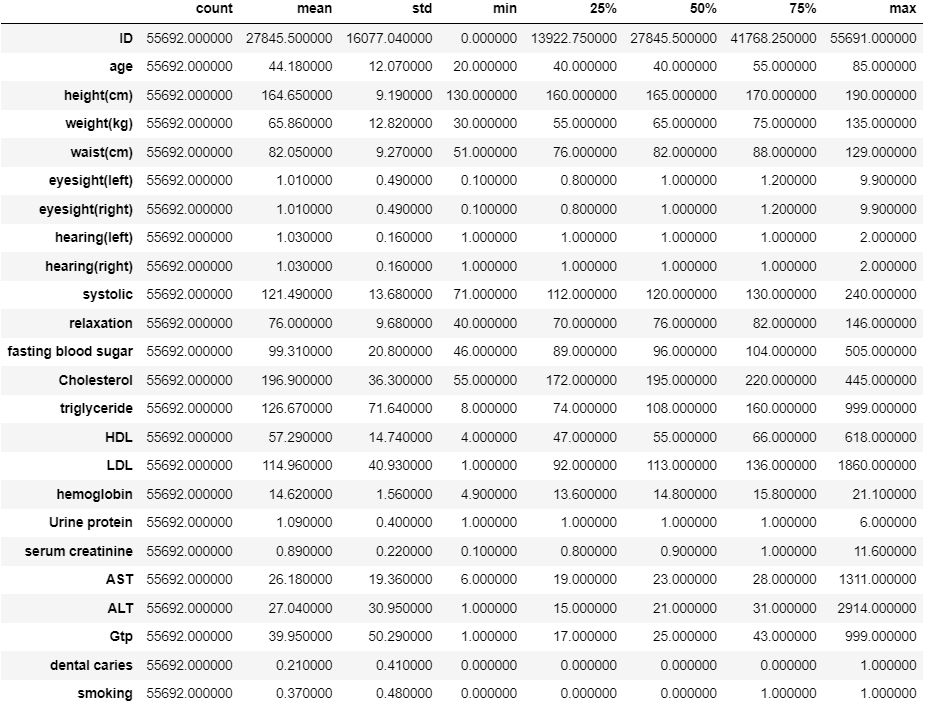 count mean std min 25% 50% 75% max
ID 55692.000000 27845.500000 16077.040000 0.000000 13922.750000 27845.500000 41768.250000 55691.000000
age 55692.000000 44.180000 12.070000 20.000000 40.000000 40.000000 55.000000 85.000000
height(cm) 55692.000000 164.650000 9.190000 130.000000 160.000000 165.000000 170.000000 190.000000
weight(kg) 55692.000000 65.860000 12.820000 30.000000 55.000000 65.000000 75.000000 135.000000
waist(cm) 55692.000000 82.050000 9.270000 51.000000 76.000000 82.000000 88.000000 129.000000
eyesight(left) 55692.000000 1.010000 0.490000 0.100000 0.800000 1.000000 1.200000 9.900000
eyesight(right) 55692.000000 1.010000 0.490000 0.100000 0.800000 1.000000 1.200000 9.900000
hearing(left) 55692.000000 1.030000 0.160000 1.000000 1.000000 1.000000 1.000000 2.000000
hearing(right) 55692.000000 1.030000 0.160000 1.000000 1.000000 1.000000 1.000000 2.000000
systolic 55692.000000 121.490000 13.680000 71.000000 112.000000 120.000000 130.000000 240.000000
relaxation 55692.000000 76.000000 9.680000 40.000000 70.000000 76.000000 82.000000 146.000000
fasting blood sugar 55692.000000 99.310000 20.800000 46.000000 89.000000 96.000000 104.000000 505.000000
Cholesterol 55692.000000 196.900000 36.300000 55.000000 172.000000 195.000000 220.000000 445.000000
triglyceride 55692.000000 126.670000 71.640000 8.000000 74.000000 108.000000 160.000000 999.000000
HDL 55692.000000 57.290000 14.740000 4.000000 47.000000 55.000000 66.000000 618.000000
LDL 55692.000000 114.960000 40.930000 1.000000 92.000000 113.000000 136.000000 1860.000000
hemoglobin 55692.000000 14.620000 1.560000 4.900000 13.600000 14.800000 15.800000 21.100000
Urine protein 55692.000000 1.090000 0.400000 1.000000 1.000000 1.000000 1.000000 6.000000
serum creatinine 55692.000000 0.890000 0.220000 0.100000 0.800000 0.900000 1.000000 11.600000
AST 55692.000000 26.180000 19.360000 6.000000 19.000000 23.000000 28.000000 1311.000000
ALT 55692.000000 27.040000 30.950000 1.000000 15.000000 21.000000 31.000000 2914.000000
Gtp 55692.000000 39.950000 50.290000 1.000000 17.000000 25.000000 43.000000 999.000000
dental caries 55692.000000 0.210000 0.410000 0.000000 0.000000 0.000000 0.000000 1.000000
smoking 55692.000000 0.370000 0.480000 0.000000 0.000000 0.000000 1.000000 1.000000